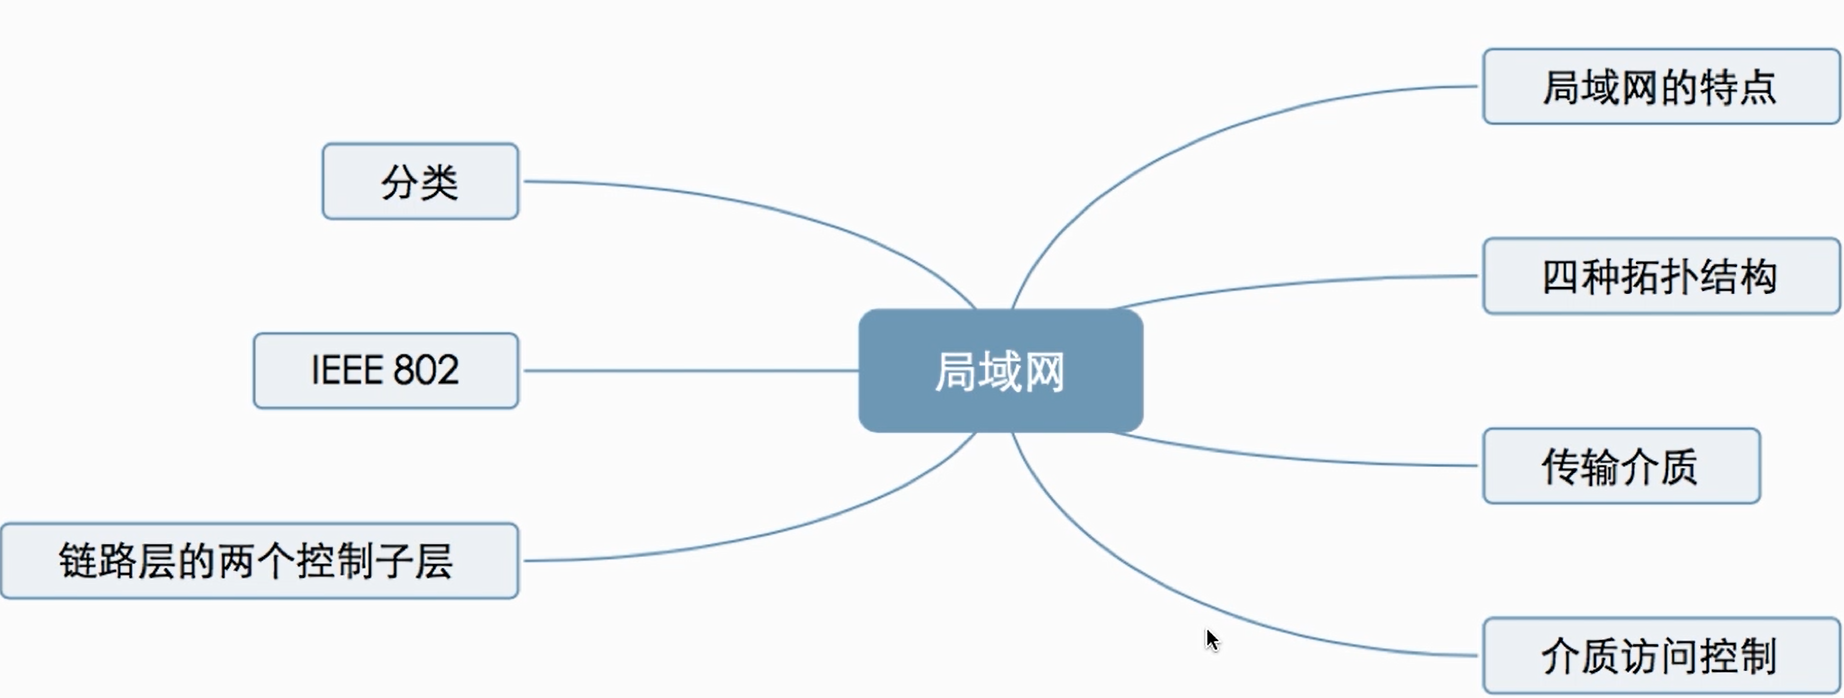 局域网
局域网的特点
四种拓扑结构
传输介质
介质访问控制
分类
IEEE 802
链路层的两个控制子层